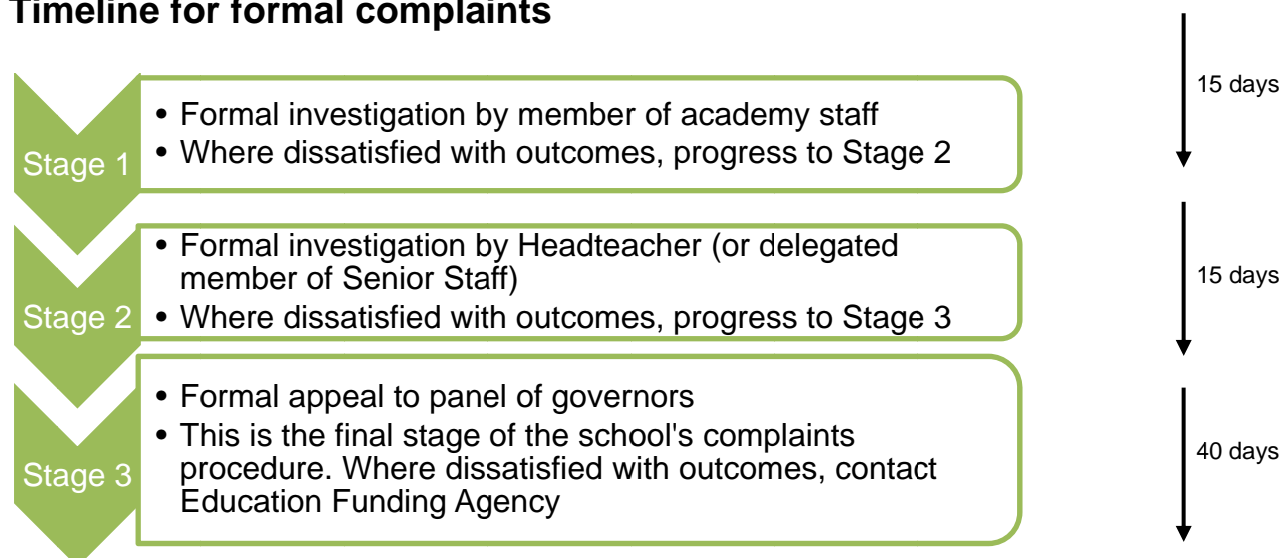 Timeline for formal complaints
15 days
• Formal investigation by member of academy staff
• Where dissatisfied with outcomes, progress to Stage 2
Stage 1
• Formal investigation by Headteacher (or delegated
member of Senior Staff)
• Where dissatisfied with outcomes, progress to Stage 3
Stage 2
15 days
• Formal appeal to panel of governors
• This is the final stage of the school's complaints
procedure. Where dissatisfied with outcomes, contact
Education Funding Agency
Stage 3
40 days